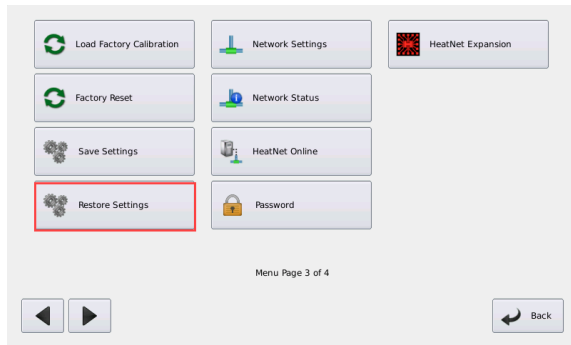 Load Factory Calibration
Network Settings
HeatNet Expansion
Factory Reset
Network Status
Save Settings
HeatNet Online
Restore Settings
Password
Menu Page 3 of 4
Back